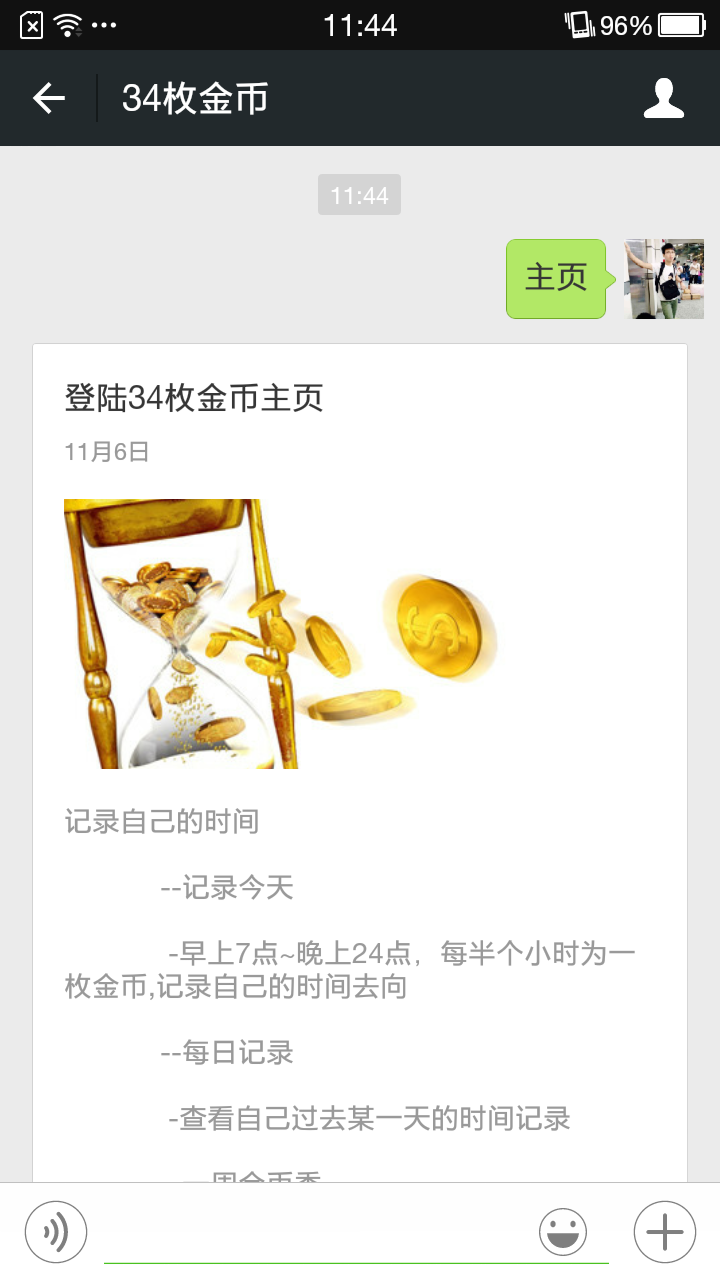 11:44
96%
34枚金币
11:44
主页
登陆34枚金币主页
11月6日
记录自己的时间
--记录今天
-早上7点~晚上24点，每半个小时为一
枚金币,记录自己的时间去向
--每日记录
-查看自己过去某一天的时间记录